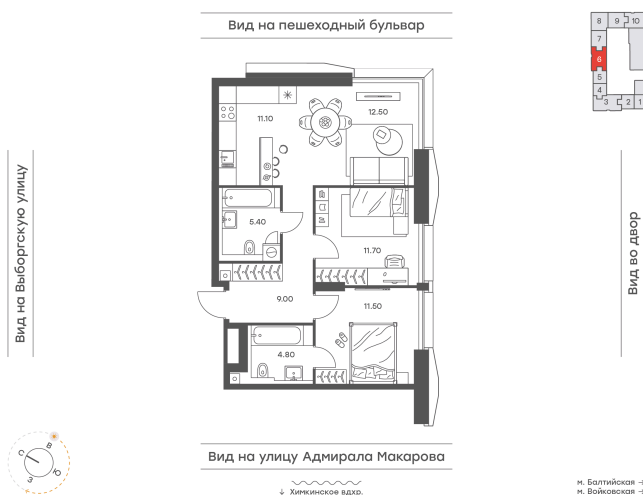 Вид на пешеходный бульвар
8 9 10
7
6
5
4
3 2 1
12.50
11.10
5.40
11.70
9.00
11.50
4.80
Вид на Выборгскую улицу
Вид во двор
Вид на улицу Адмирала Макарова
С В
З Ю
↓ Химкинское вдхр.
м. Балтийская →
м. Войковская →